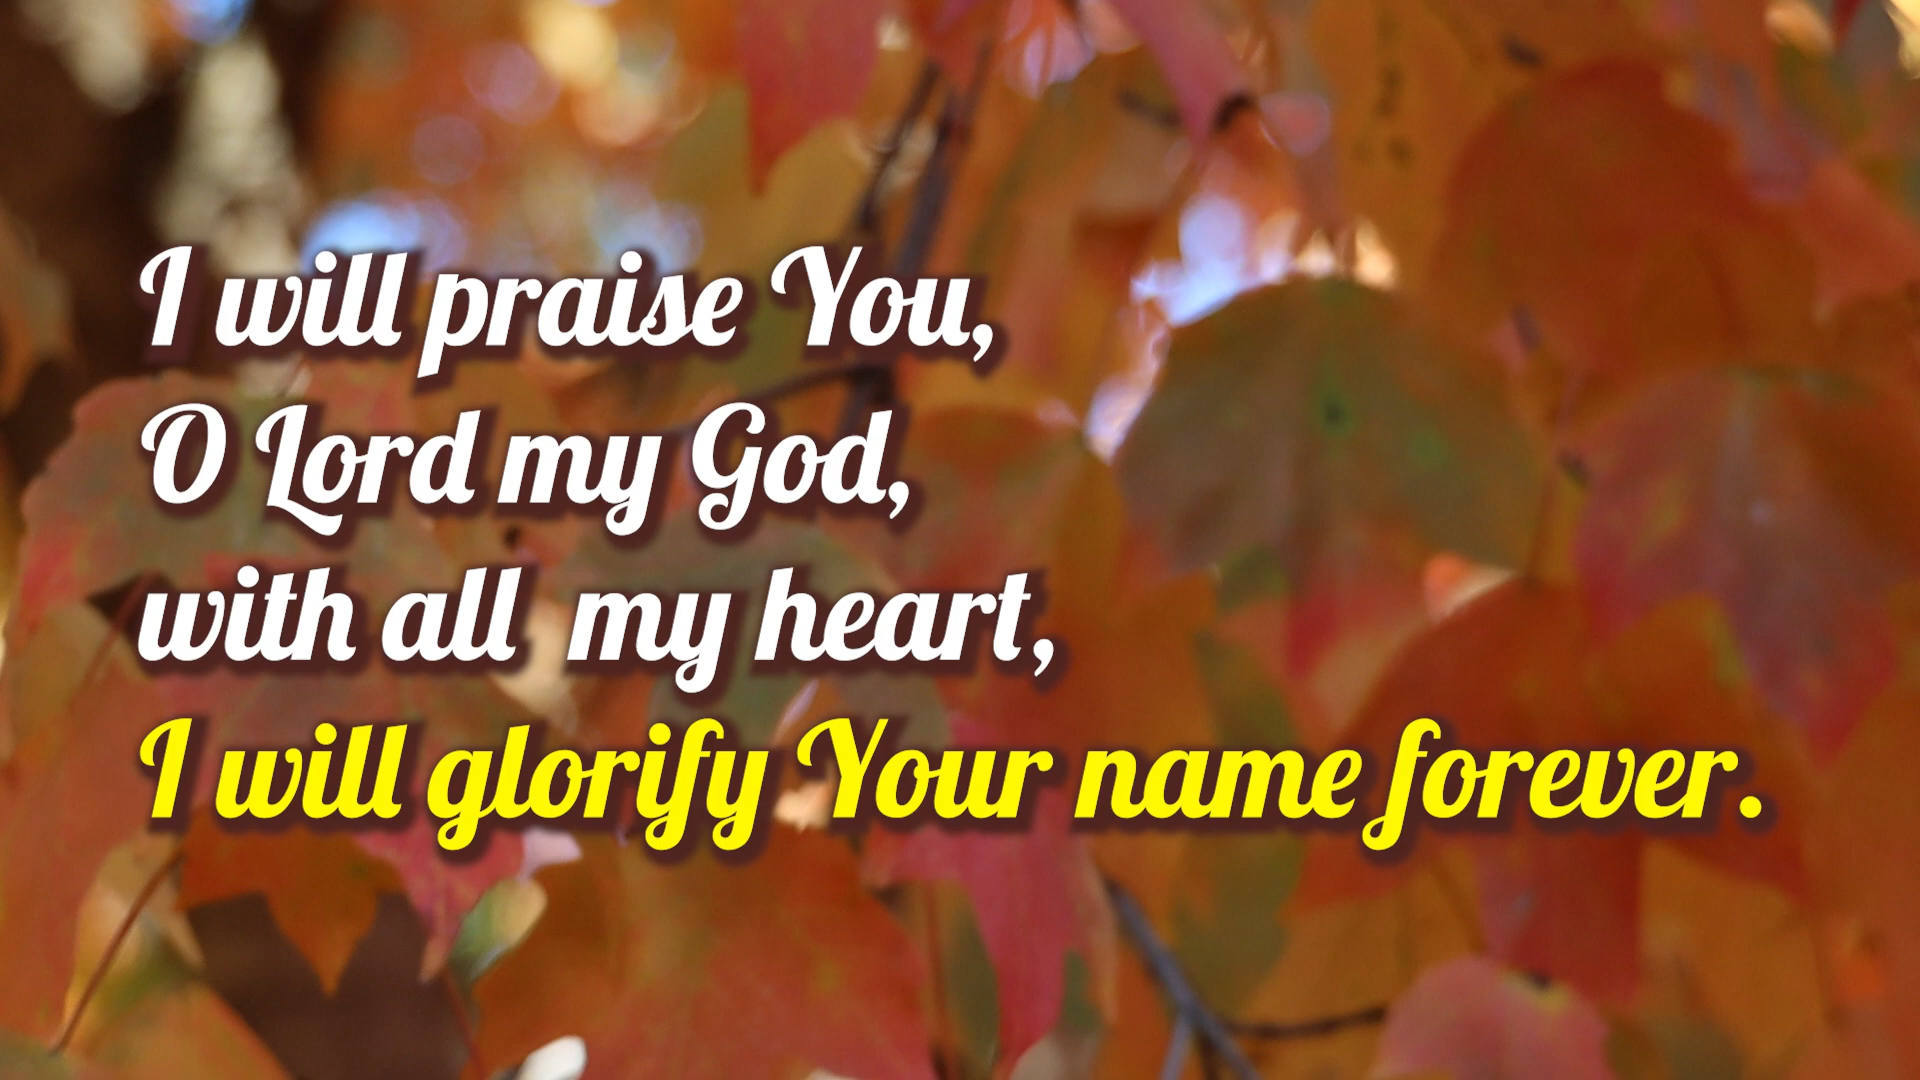 I will praise You,
O Lord my God,
with all  my heart,
I will glorify Your name forever.